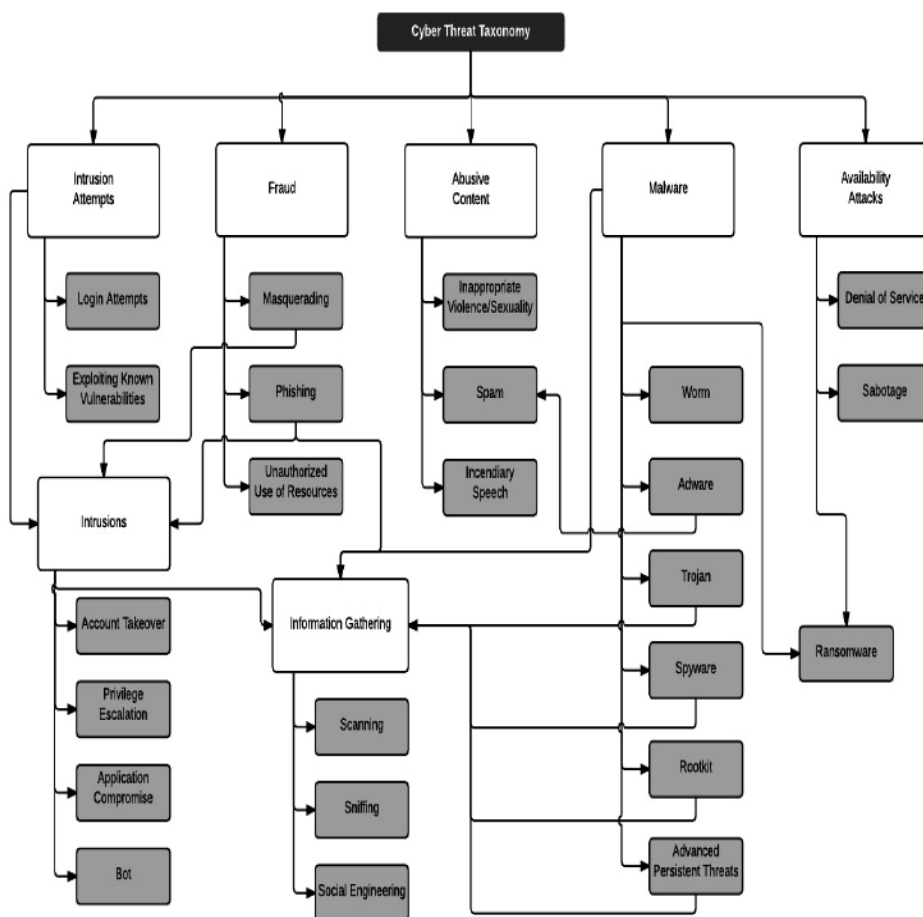 Cyber Threat Taxonomy
Intrusion
Attempts
Fraud
Abusive
Content
Malware
Availability
Attacks
Login Attempts
Masquerading
Inappropriate
Violence/Sexuality
Denial of Service
Exploiting Known
Vulnerabilities
Phishing
Spam
Worm
Sabotage
Unauthorized
Use of Resources
Incendiary
Speech
Adware
Intrusions
Trojan
Information Gathering
Account Takeover
Spyware
Ransomware
Privilege
Escalation
Scanning
Rootkit
Application
Compromise
Sniffing
Advanced
Persistent Threats
Bot
Social Engineering